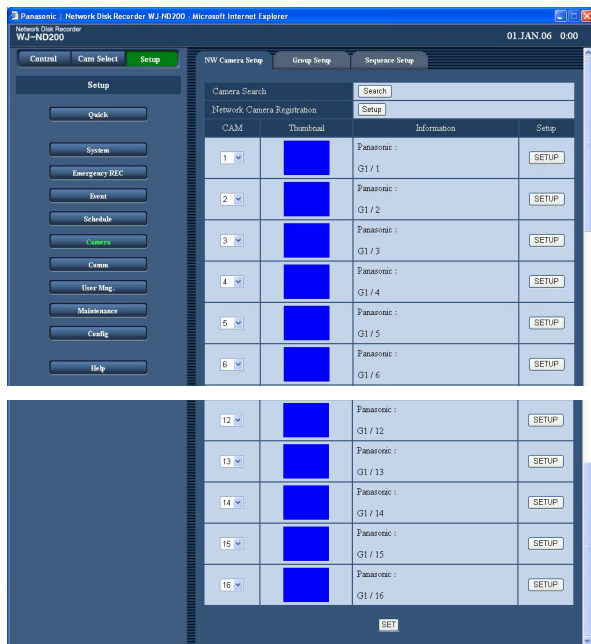 Panasonic | Network Disk Recorder WJ-ND200 - Microsoft Internet Explorer
Network Disk Recorder
WJ-ND200
01.JAN.06 0:00
Control Cam Select Setup
NW Camera Setup Group Setup Sequence Setup
Setup
Quick
System
Emergency REC
Event
Schedule
Camera
Comm
User Mng.
Maintenance
Config
Help
Camera Search Search
Network Camera Registration Setup
CAM Thumbnail Information Setup
1 Panasonic : SETUP
G1 / 1
2 Panasonic : SETUP
G1 / 2
3 Panasonic : SETUP
G1 / 3
4 Panasonic : SETUP
G1 / 4
5 Panasonic : SETUP
G1 / 5
6 Panasonic : SETUP
G1 / 6
12 Panasonic : SETUP
G1 / 12
13 Panasonic : SETUP
G1 / 13
14 Panasonic : SETUP
G1 / 14
15 Panasonic : SETUP
G1 / 15
16 Panasonic : SETUP
G1 / 16
SET